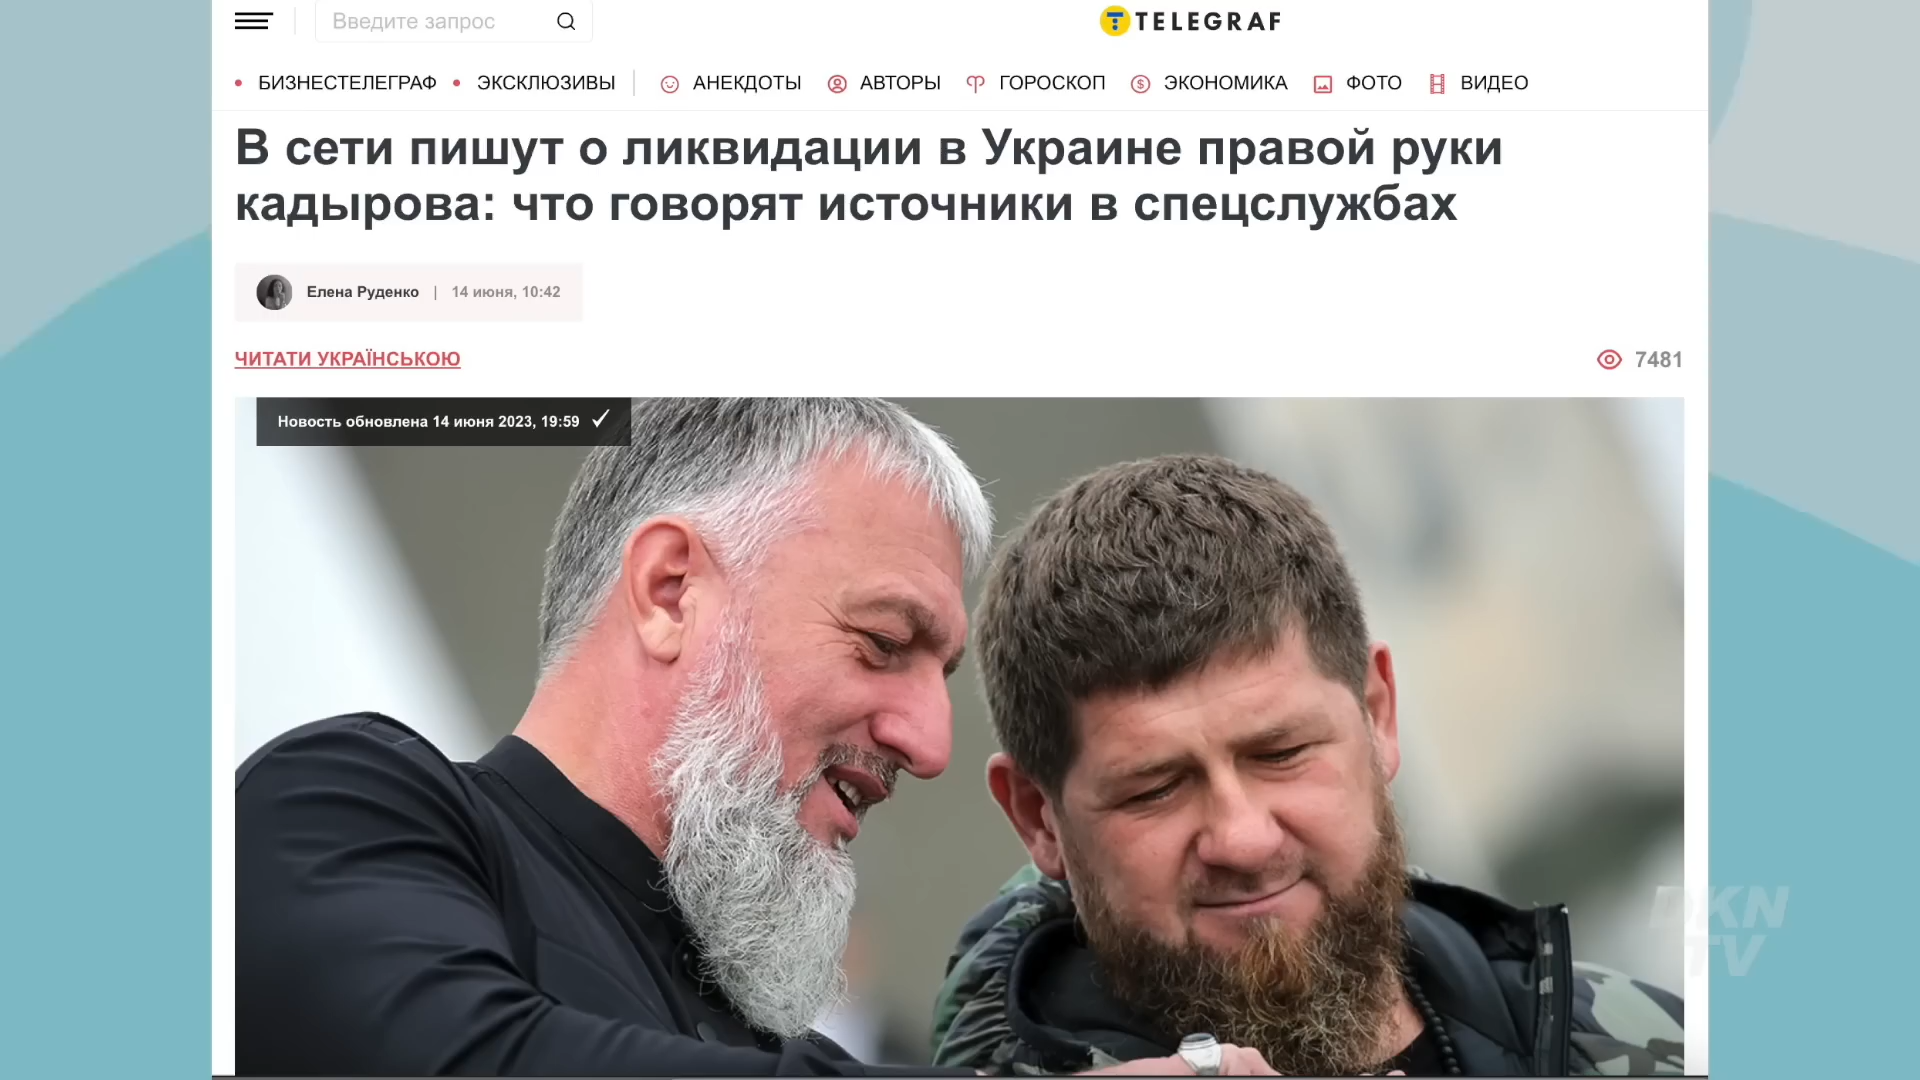 Введите запрос
TELEGRAF
БИЗНЕСТЕЛЕГРАФ ЭКСКЛЮЗИВЫ АНЕКДОТЫ АВТОРЫ ГОРОСКОП ЭКОНОМИКА ФОТО ВИДЕО
В сети пишут о ликвидации в Украине правой руки
кадырова: что говорят источники в спецслужбах
Елена Руденко | 14 июня, 10:42
ЧИТАТИ УКРАЇНСЬКОЮ
7481
Новость обновлена 14 июня 2023, 19:59
DKN
TV